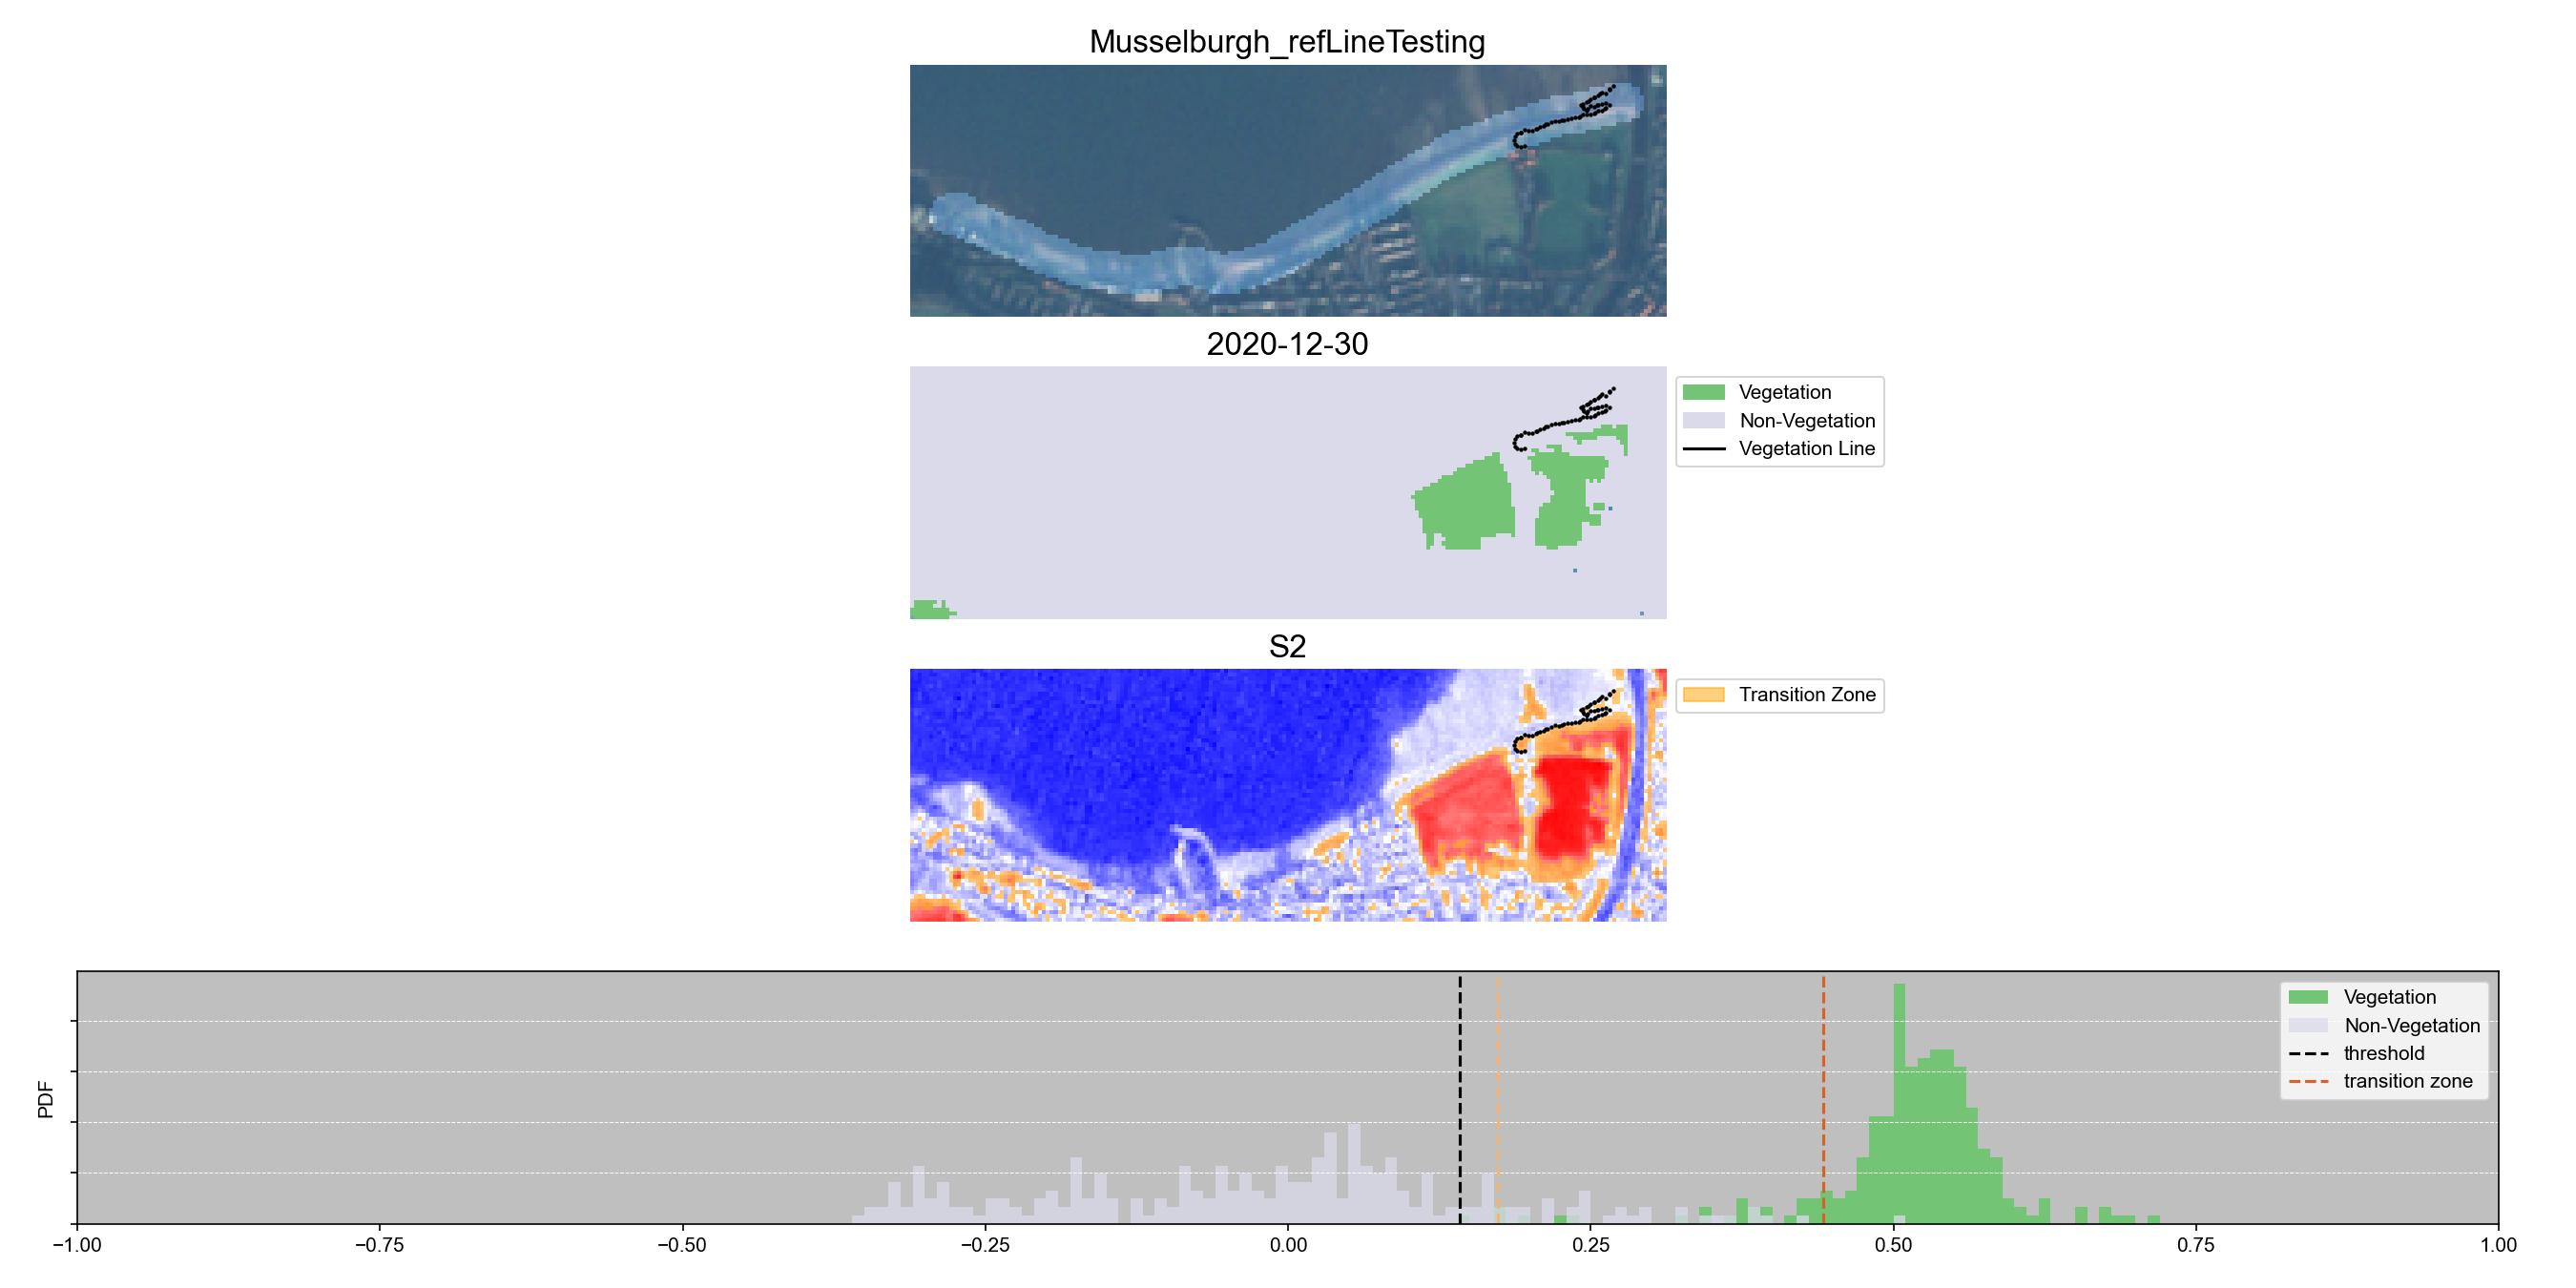 Musselburgh_refLineTesting
2020-12-30
Vegetation
Non-Vegetation
Vegetation Line
S2
Transition Zone
PDF
Vegetation
Non-Vegetation
threshold
transition zone
−1.00 −0.75 −0.50 −0.25 0.00 0.25 0.50 0.75 1.00